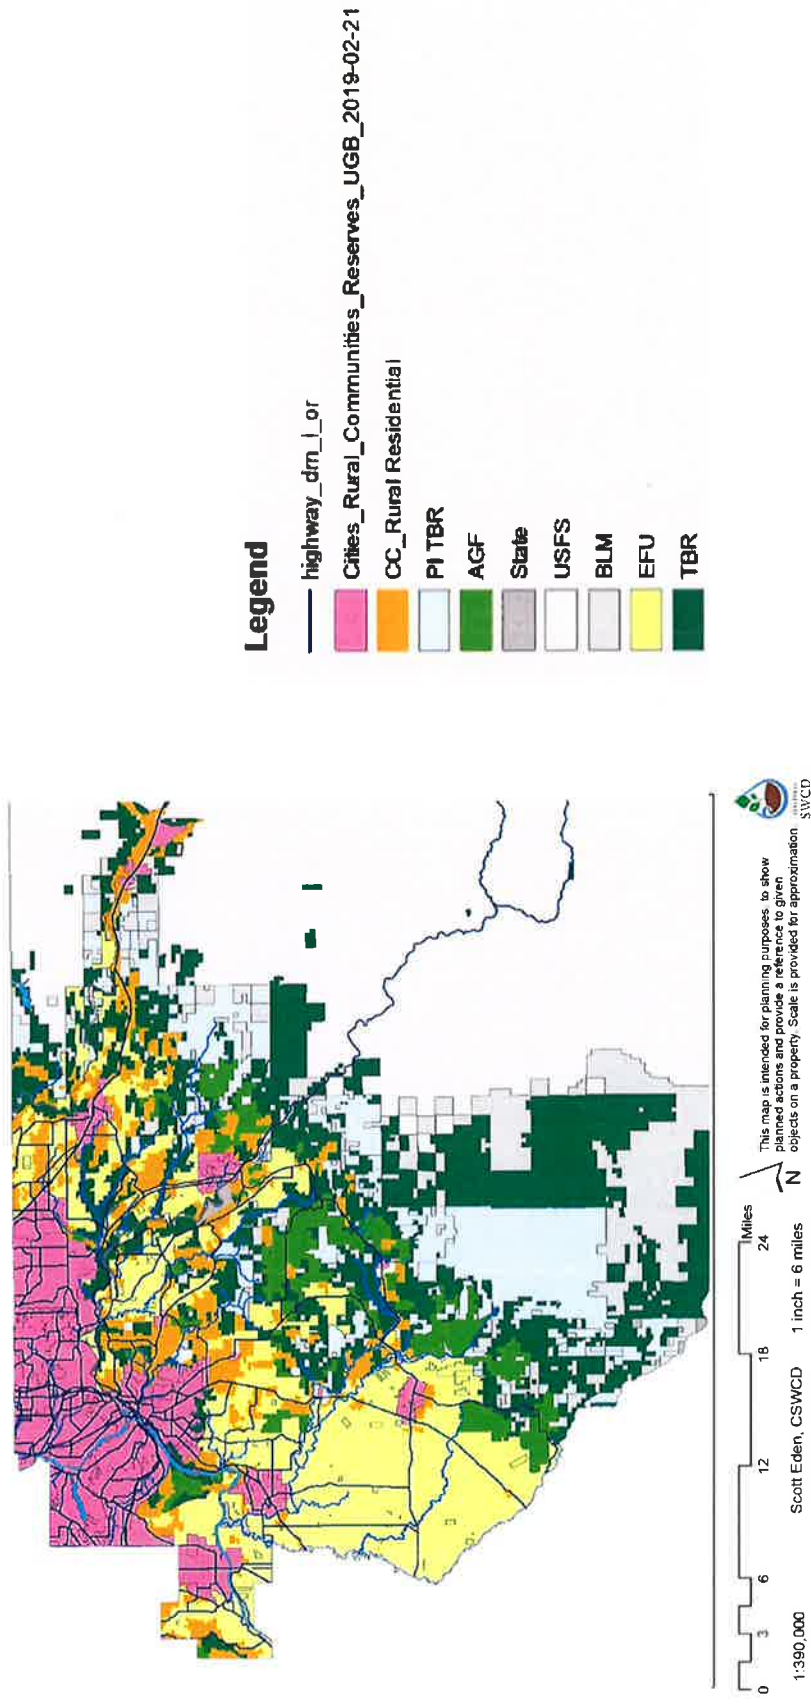 Legend
highway_dm_l_or
Cities_Rural_Communities_Reserves_UGB_2019-02-21
CC_Rural Residential
PI TBR
AGF
State
USFS
BLM
EFU
TBR
0 3 6 12 18 24
Miles
1:390,000
Scott Eden, CSWCD
1 inch = 6 miles
N
This map is intended for planning purposes, to show
planned actions and provide a reference to given
objects on a property. Scale is provided for approximation
SWCD